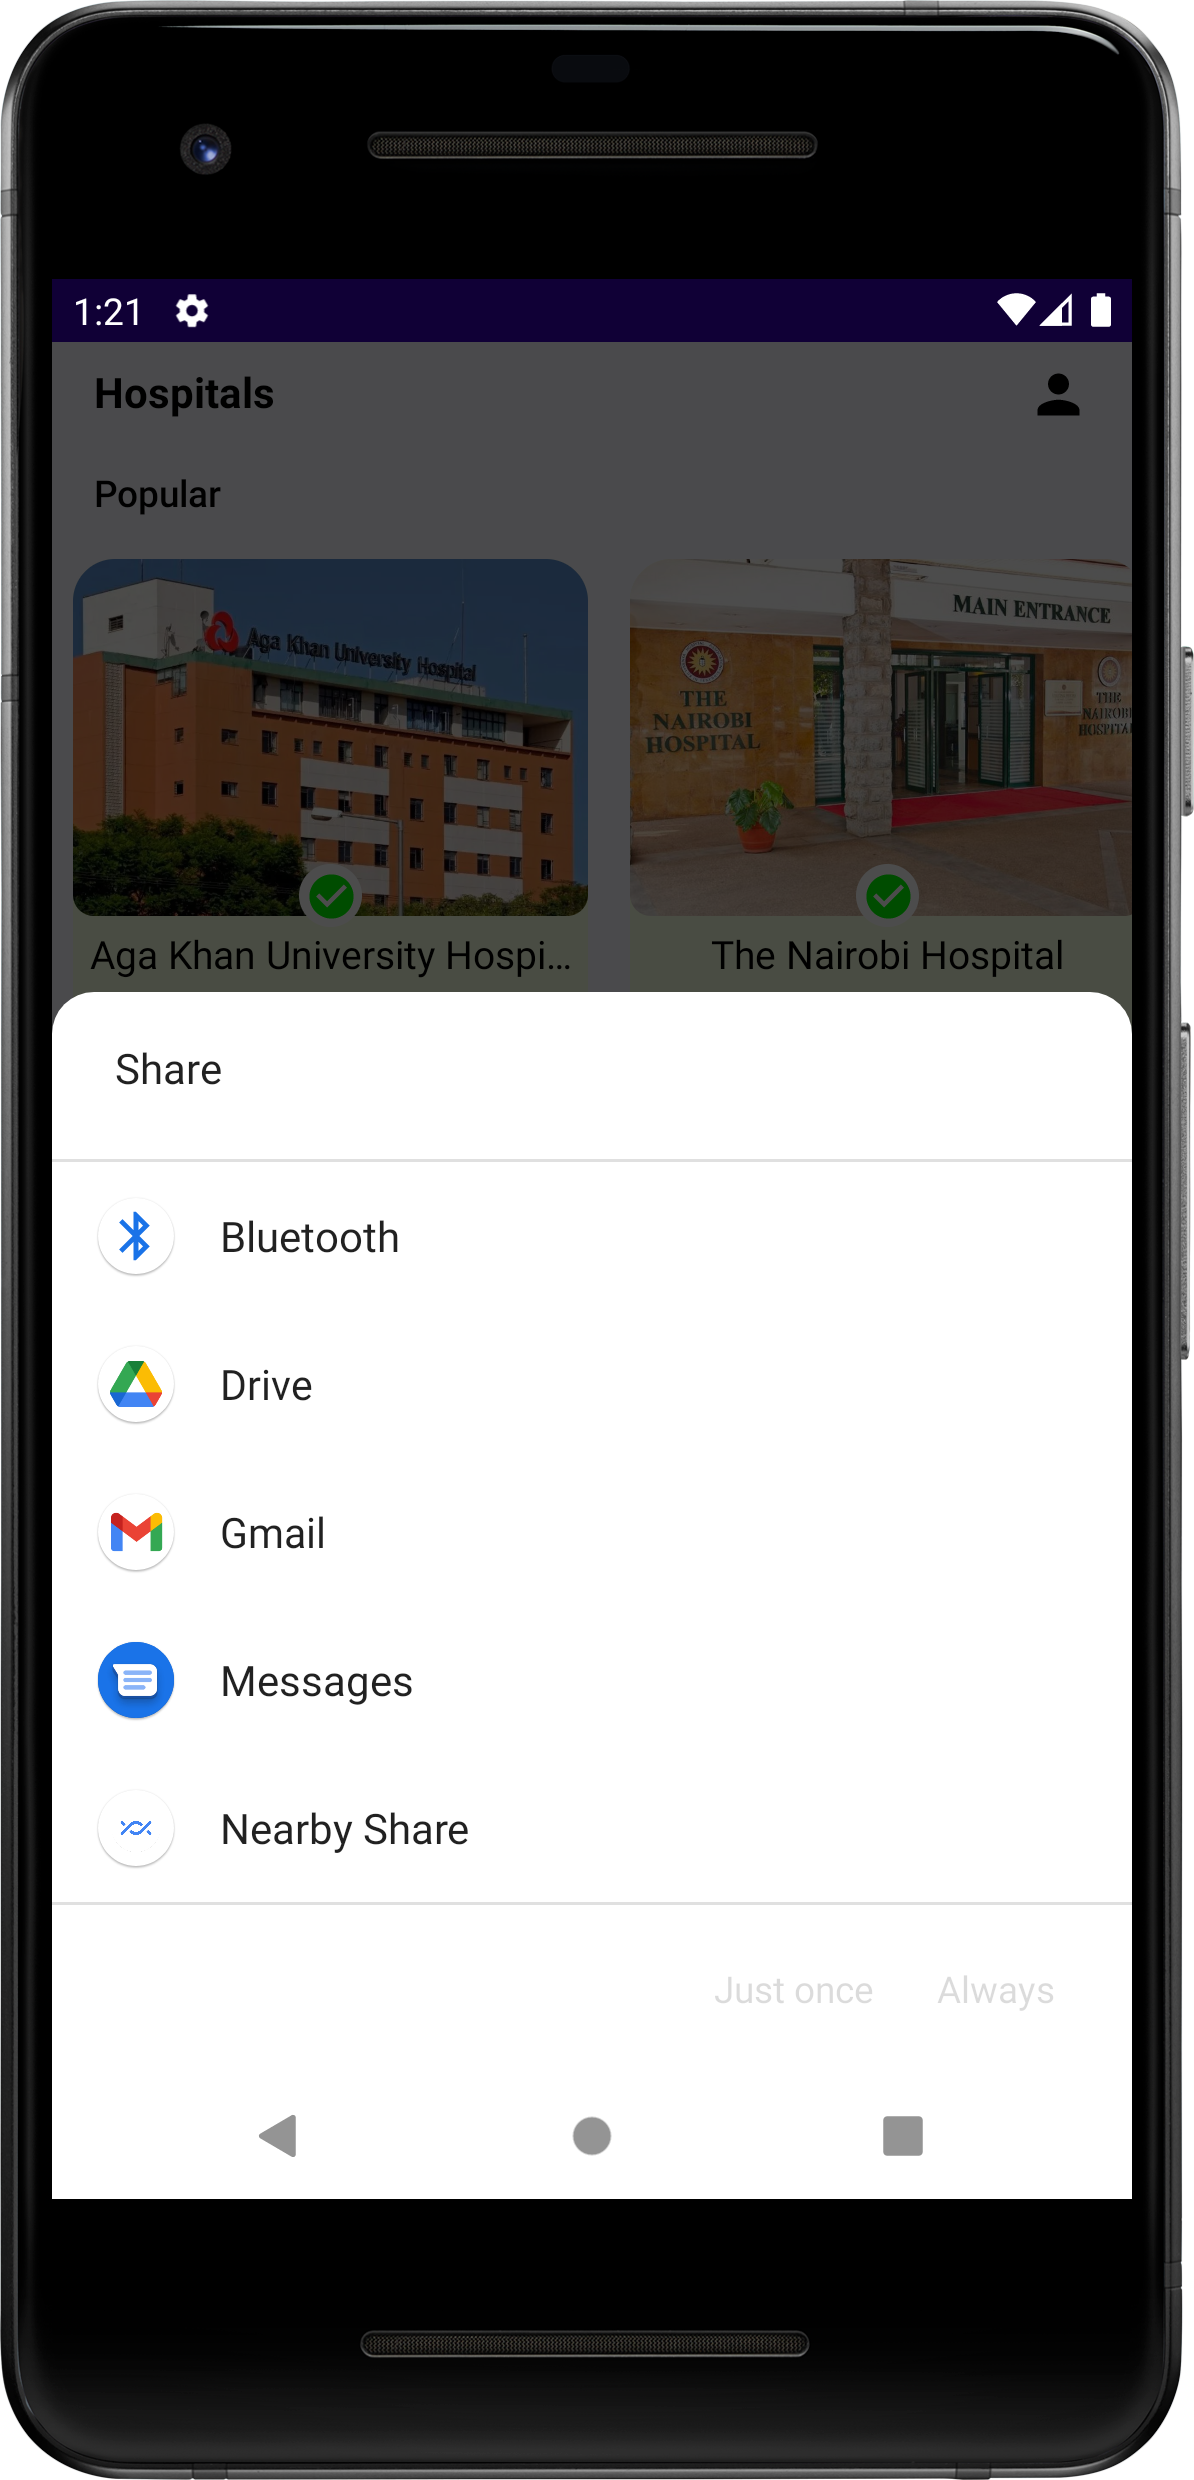 1:21
Hospitals
Popular
Aga Khan University Hospital
MAIN ENTRANCE
THE
NAIROBI
HOSPITAL
THE
NAIROBI
HOSPITAL
Aga Khan University Hospi...
The Nairobi Hospital
Share
Bluetooth
Drive
Gmail
Messages
Nearby Share
Just once Always